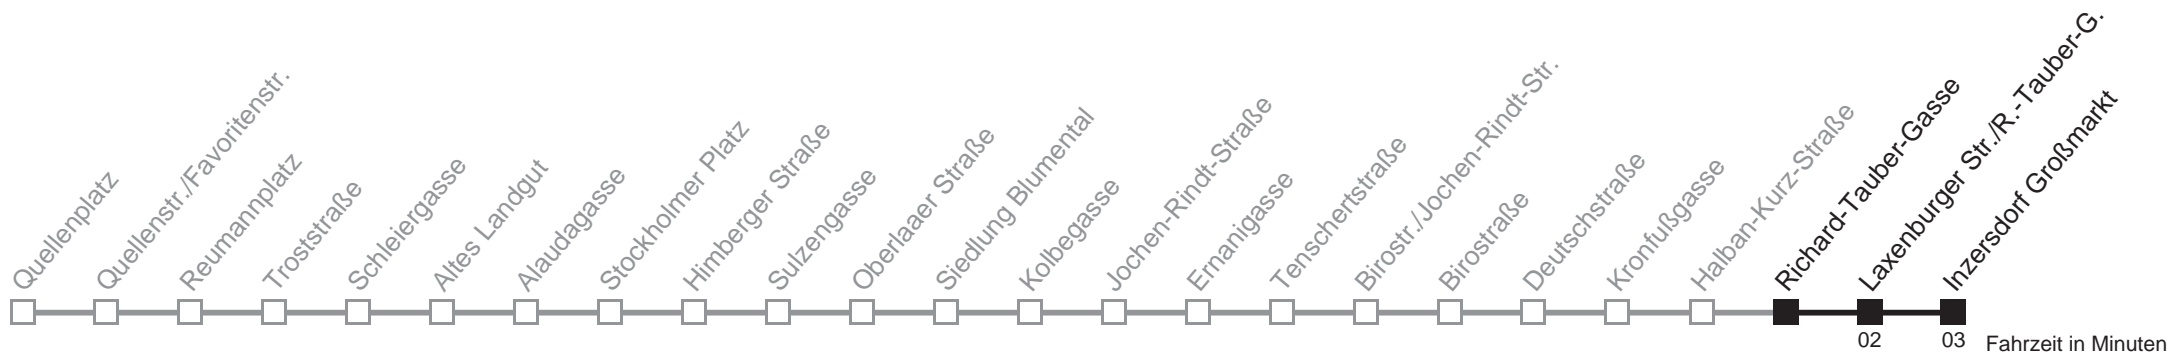 Quellenplatz
Quellenstr./Favoritenstr.
Reumannplatz
Troststraße
Schleiergasse
Altes Landgut
Alaudagasse
Stockholmer Platz
Himberger Straße
Sulzengasse
Oberlaaer Straße
Siedlung Blumental
Kolbegasse
Jochen-Rindt-Straße
Ernanigasse
Tenschertstraße
Birostr./Jochen-Rindt-Str.
Birostraße
Deutschstraße
Kronfußgasse
Halban-Kurz-Straße
Richard-Tauber-Gasse
Laxenburger Str./R.-Tauber-G.
Inzersdorf Großmarkt
02
03
Fahrzeit in Minuten